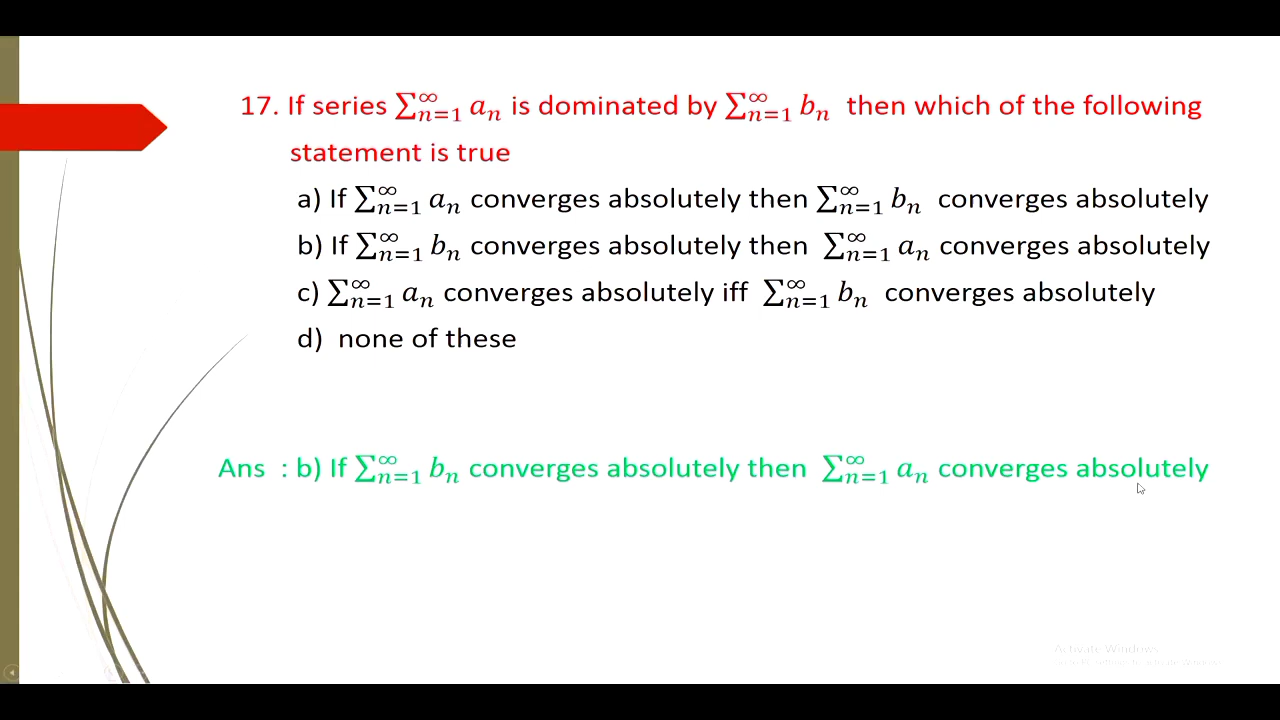 17. If series ∑_{n=1}^{∞} a_n is dominated by ∑_{n=1}^{∞} b_n then which of the following
statement is true
a) If ∑_{n=1}^{∞} a_n converges absolutely then ∑_{n=1}^{∞} b_n converges absolutely
b) If ∑_{n=1}^{∞} b_n converges absolutely then ∑_{n=1}^{∞} a_n converges absolutely
c) ∑_{n=1}^{∞} a_n converges absolutely iff ∑_{n=1}^{∞} b_n converges absolutely
d) none of these
Ans : b) If ∑_{n=1}^{∞} b_n converges absolutely then ∑_{n=1}^{∞} a_n converges absolutely
Activate Windows